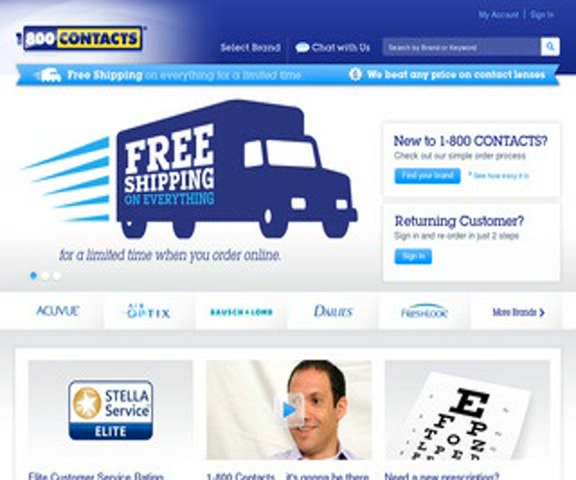 My Account | Sign In
1 800 CONTACTS
Select Brand
Chat with Us
Search by Brand or Keyword
Free Shipping on everything for a limited time
We beat any price on contact lenses
FREE
SHIPPING
ON EVERYTHING
for a limited time when you order online.
New to 1-800 CONTACTS?
Check out our simple order process
Find your brand
See how easy it is
Returning Customer?
Sign in and re-order in just 2 steps
Sign in
ACUVUE
AIR OPTIX
BAUSCH + LOMB
DAILIES
FRESHLOOK
More Brands
STELLA
Service
ELITE
E
F
P
T
O
Z
Elite Customer Service Rating
1-800 Contacts... it's gonna be there
Need a new prescription?